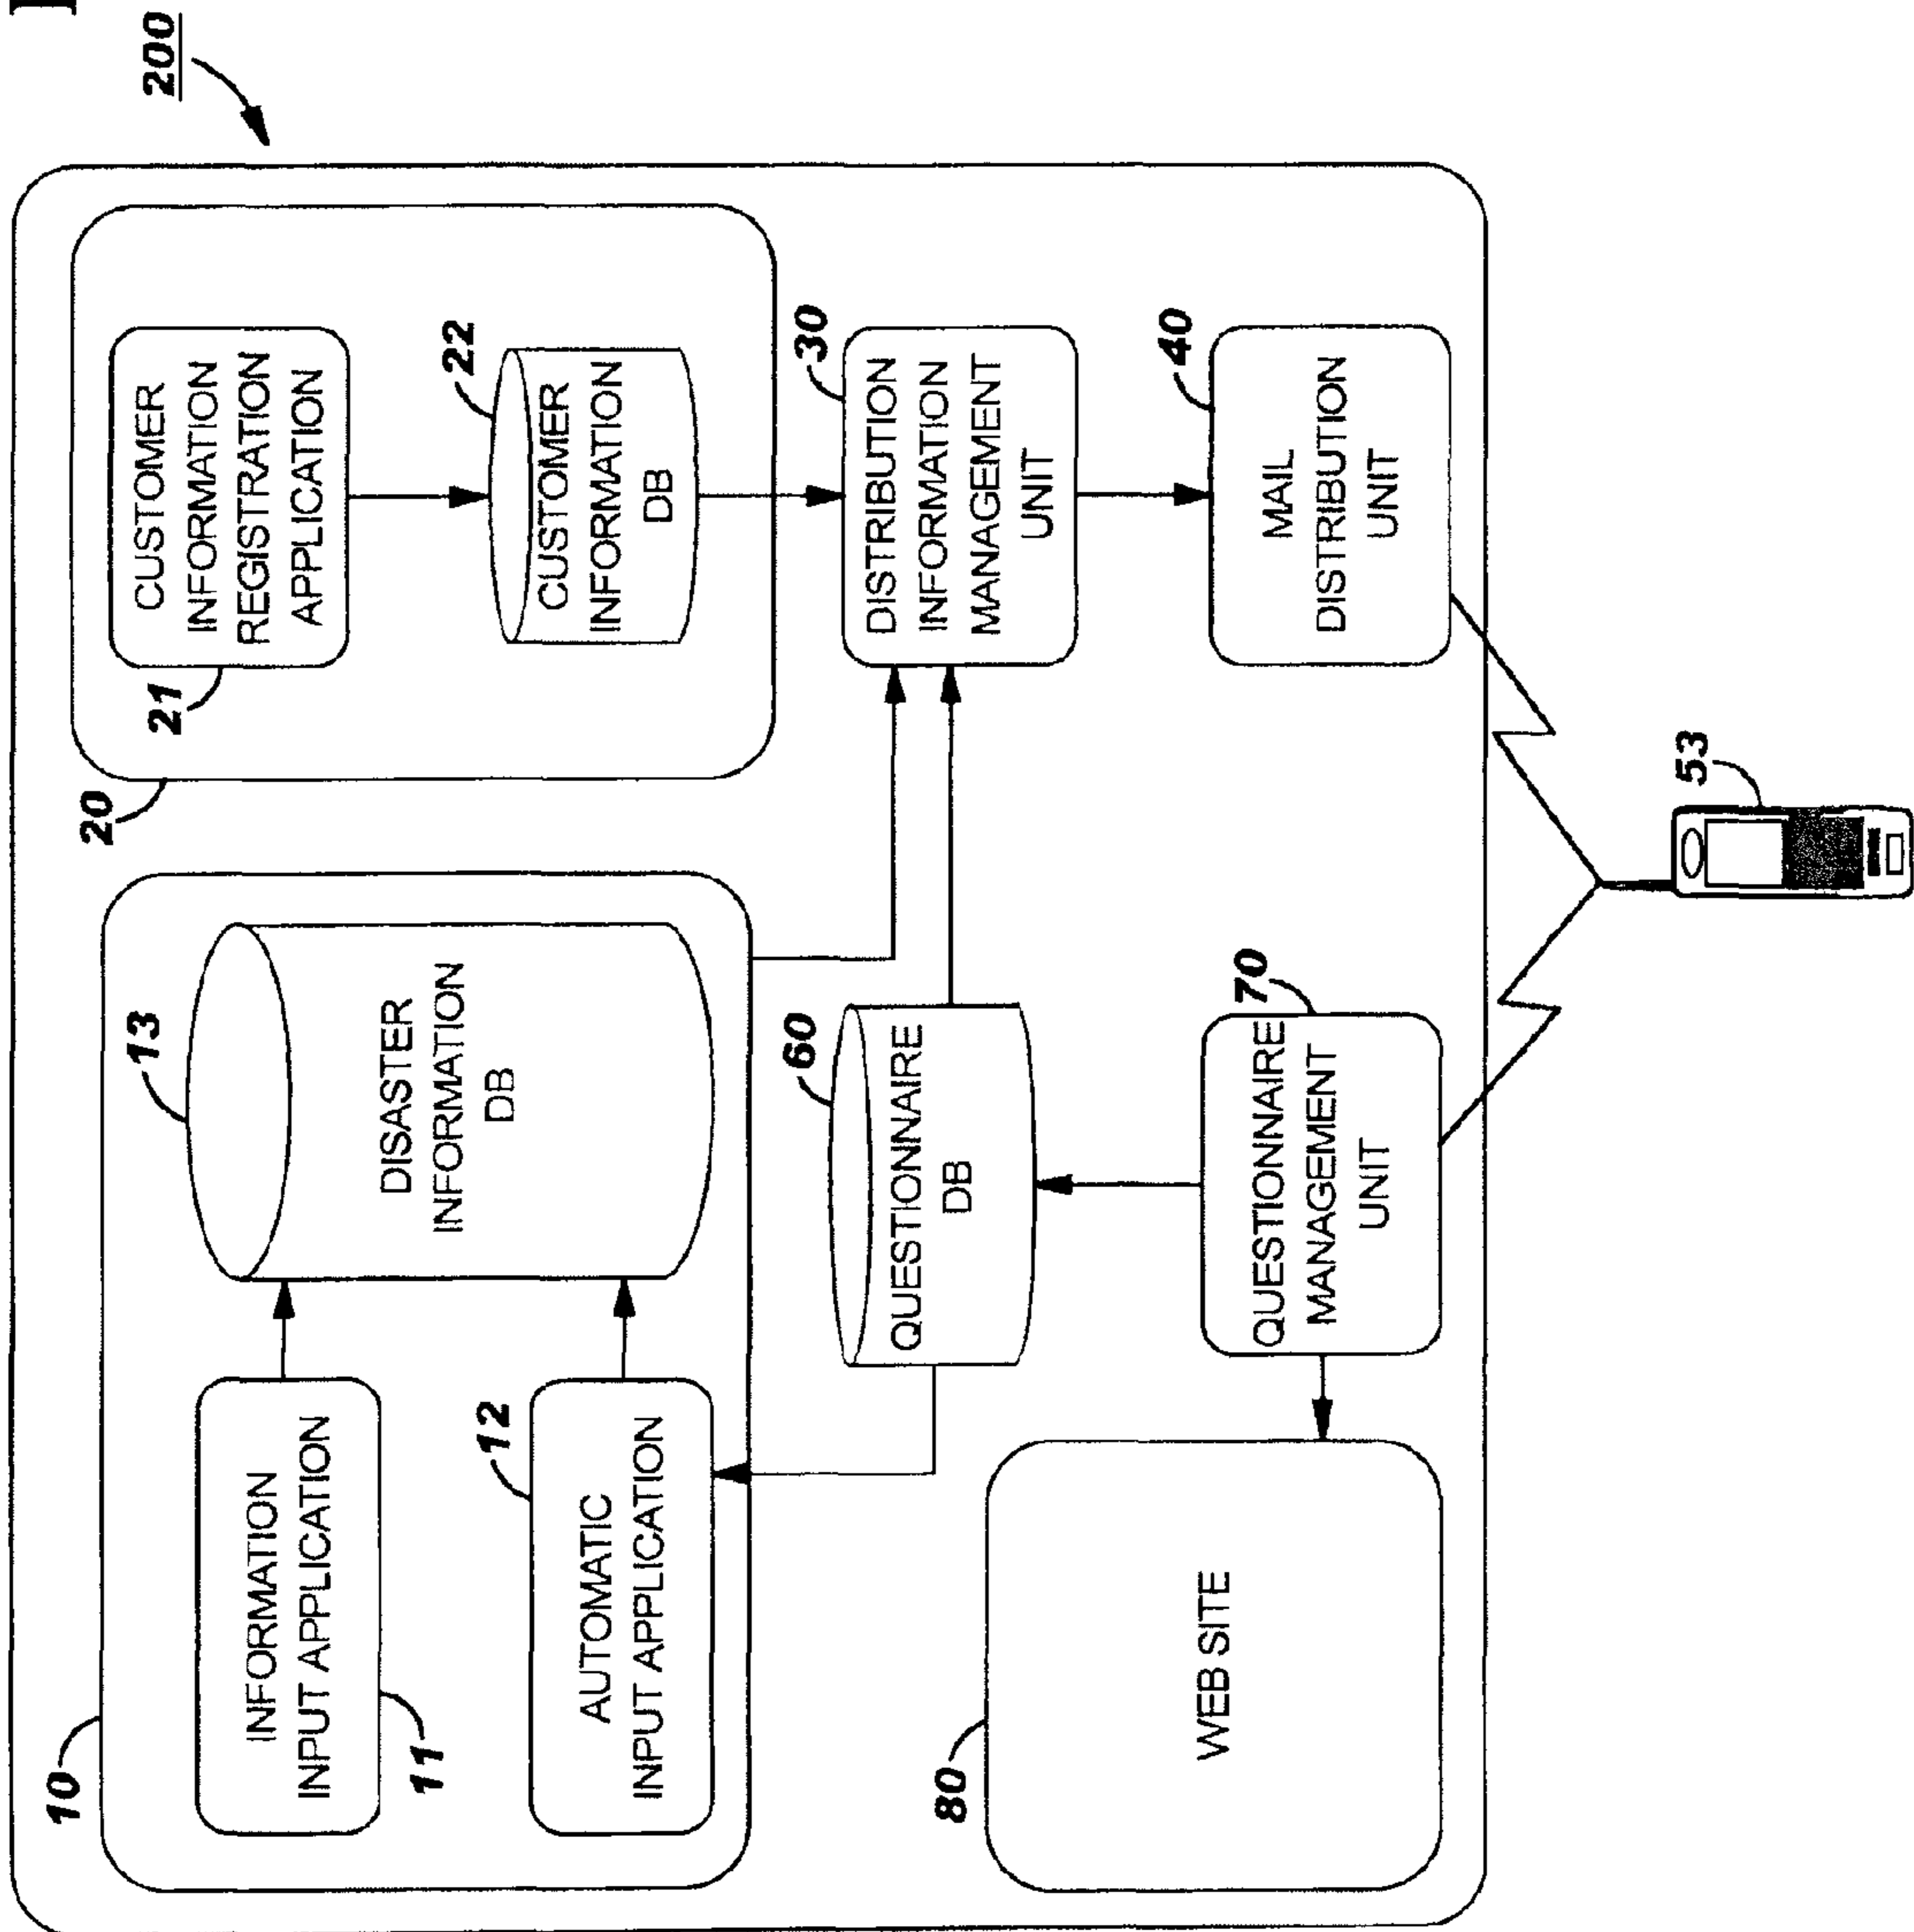 200
10
INFORMATION
INPUT APPLICATION
11
AUTOMATIC
INPUT APPLICATION
12
DISASTER
INFORMATION
DB
13
20
CUSTOMER
INFORMATION
REGISTRATION
APPLICATION
21
CUSTOMER
INFORMATION
DB
22
QUESTIONNAIRE
DB
60
DISTRIBUTION
INFORMATION
MANAGEMENT
UNIT
30
WEB SITE
80
QUESTIONNAIRE
MANAGEMENT
UNIT
70
MAIL
DISTRIBUTION
UNIT
40
53